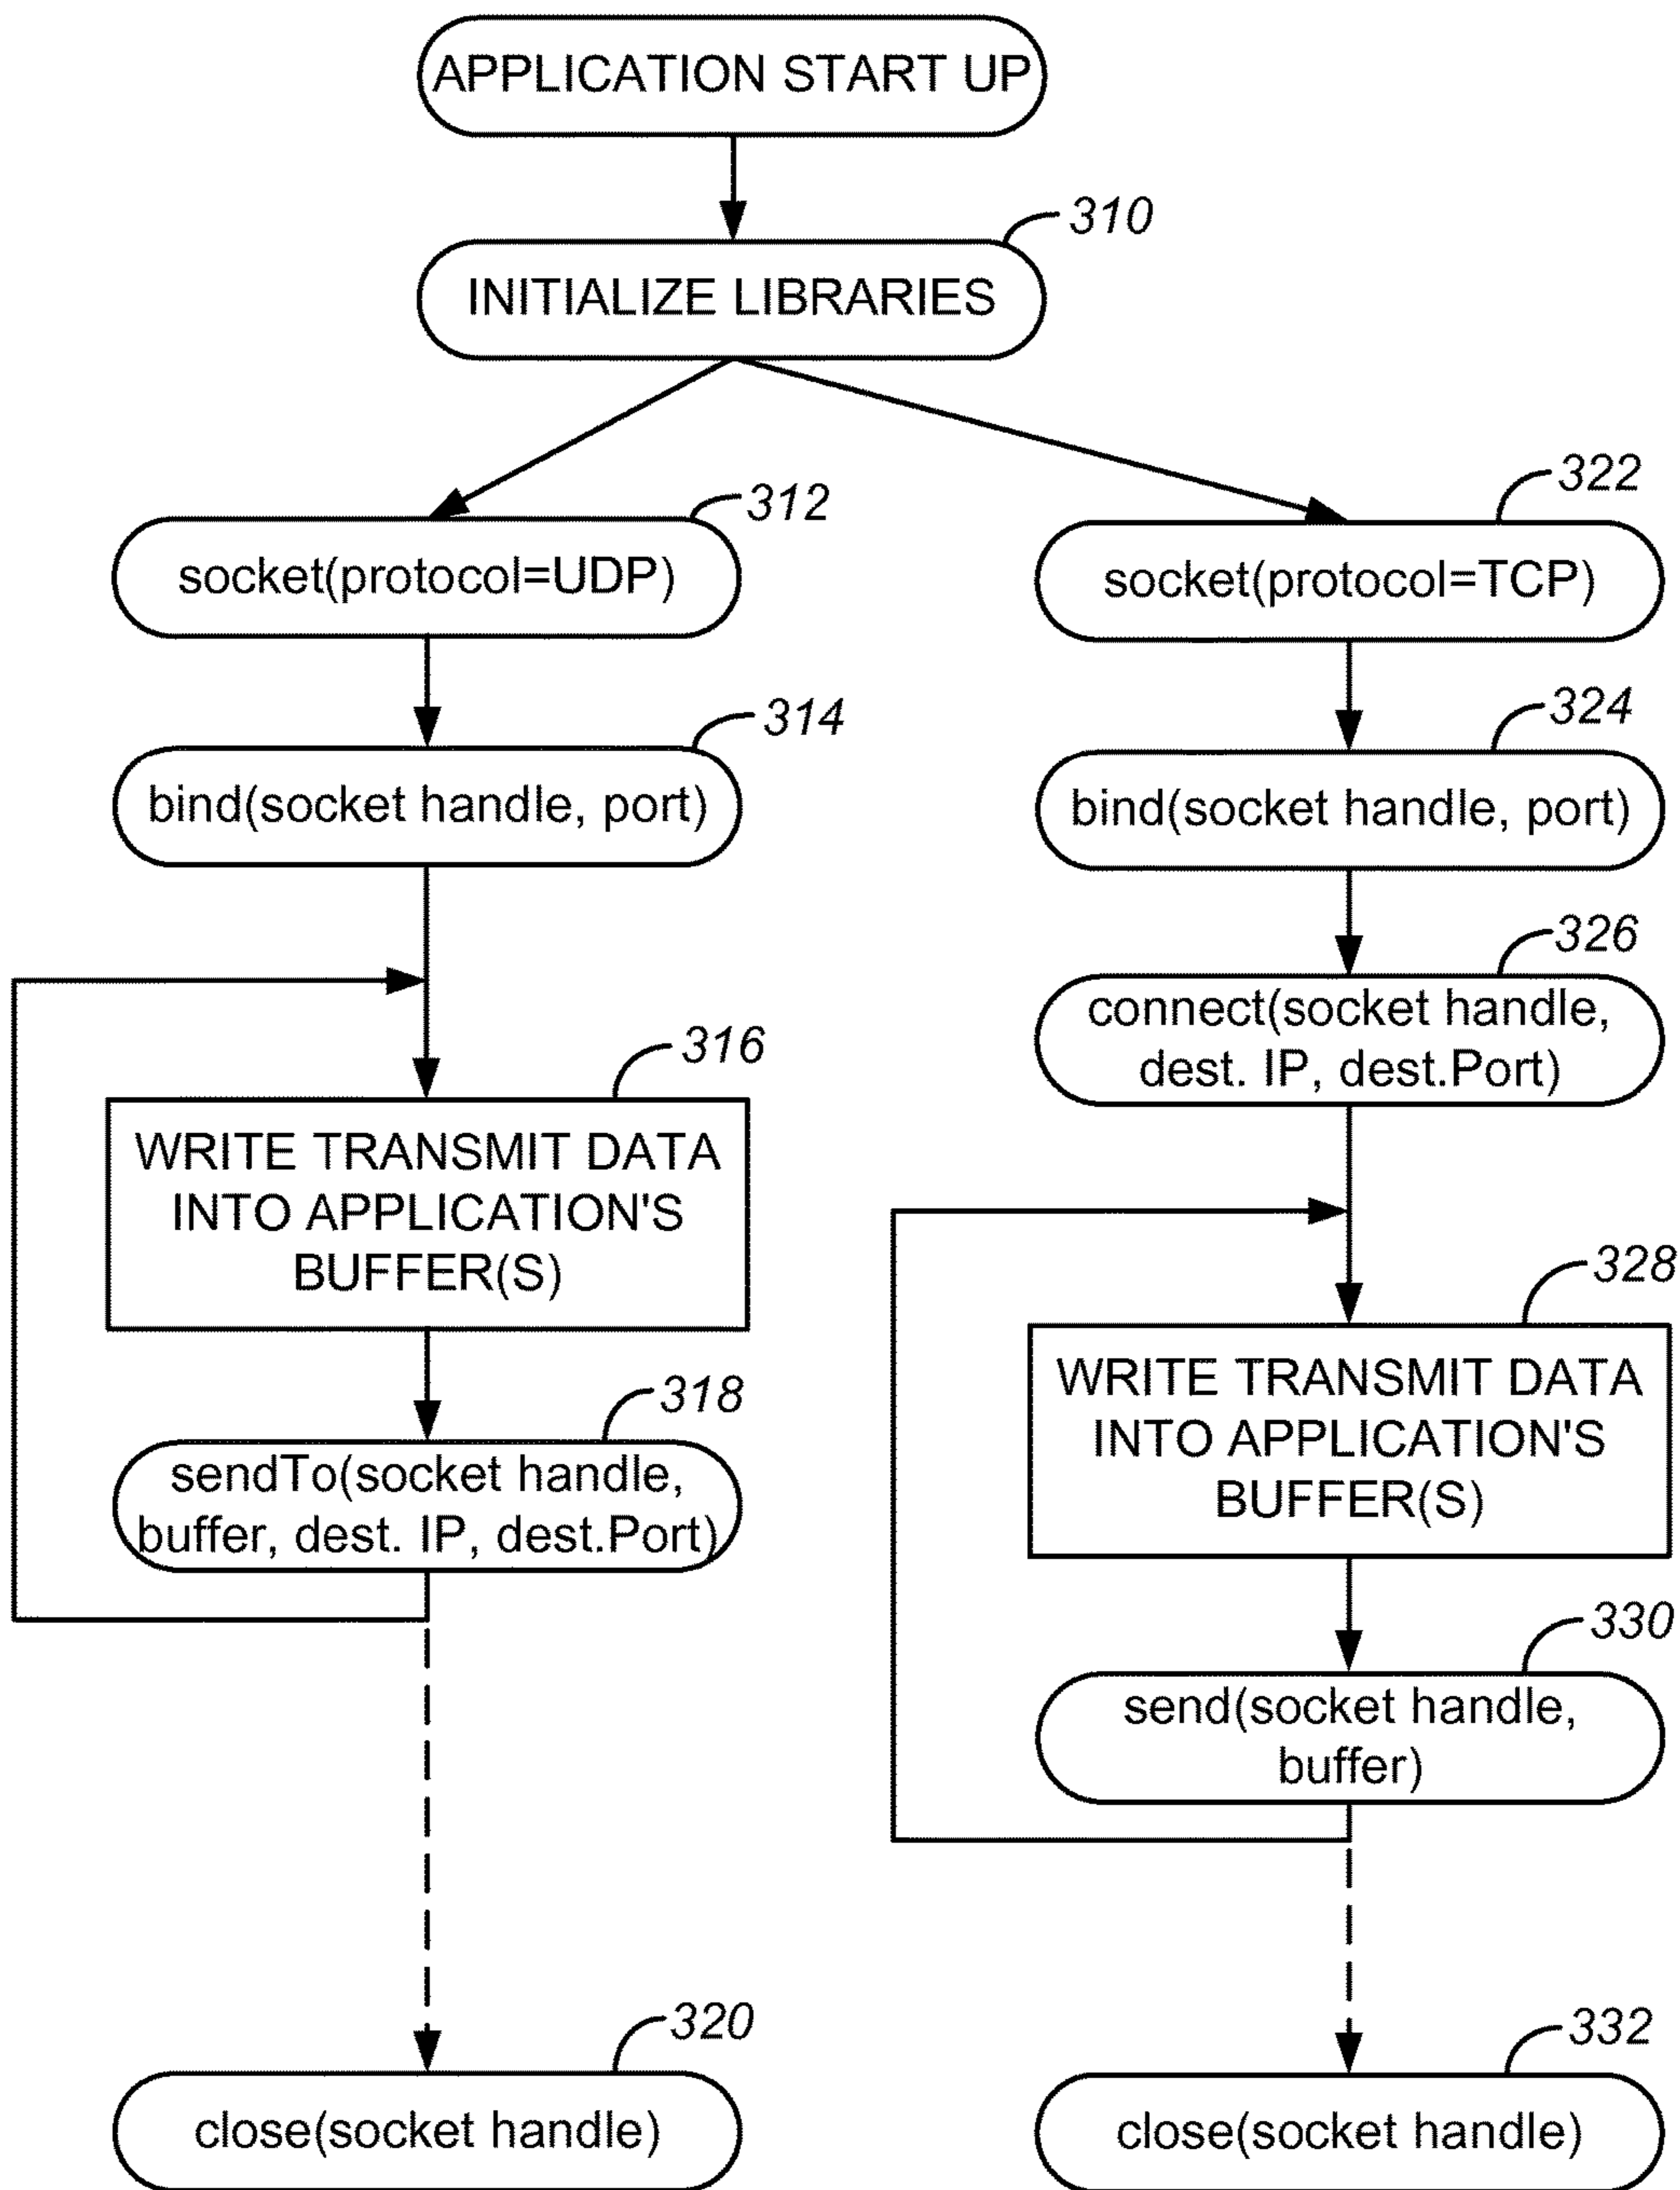 APPLICATION START UP
310
INITIALIZE LIBRARIES
312
socket(protocol=UDP)
314
bind(socket handle, port)
316
WRITE TRANSMIT DATA
INTO APPLICATION'S
BUFFER(S)
318
sendTo(socket handle,
buffer, dest. IP, dest.Port)
320
close(socket handle)
322
socket(protocol=TCP)
324
bind(socket handle, port)
326
connect(socket handle,
dest. IP, dest.Port)
328
WRITE TRANSMIT DATA
INTO APPLICATION'S
BUFFER(S)
330
send(socket handle,
buffer)
332
close(socket handle)